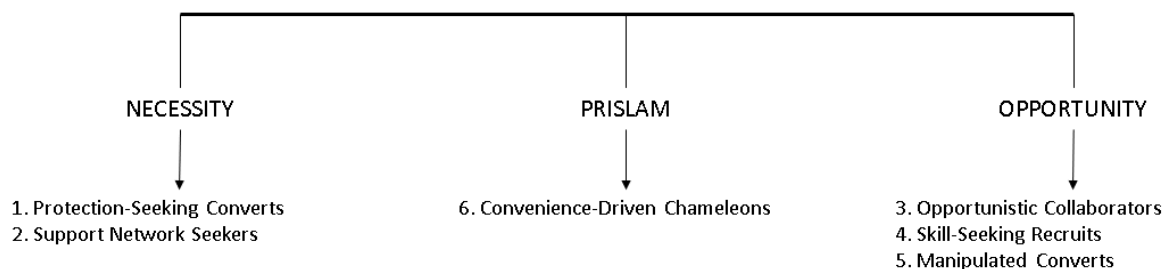 NECESSITY
PRISLAM
OPPORTUNITY
1. Protection-Seeking Converts
2. Support Network Seekers
6. Convenience-Driven Chameleons
3. Opportunistic Collaborators
4. Skill-Seeking Recruits
5. Manipulated Converts